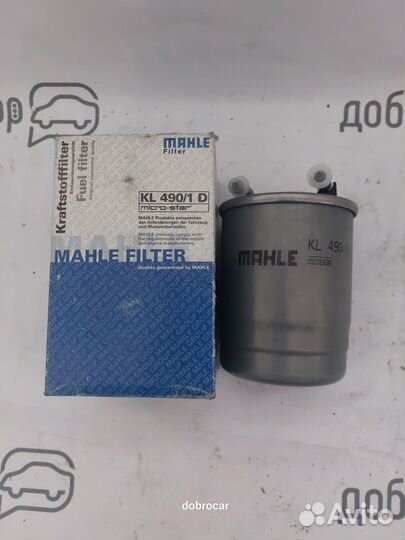 MAHLE
Filter
Kraftstofffilter
Fuel filter
KL 490/1 D
micro-star
MAHLE Produkte entsprechen
den Anforderungen der Fahrzeug-
und Motorenhersteller.
MAHLE products comply with
the requirements of the vehicle
and engine manufacturers.
MAHLE FILTER
Quality guaranteed by MAHLE
MAHLE
KL 490/1
доб
ор
доб
dobrocar
Avito